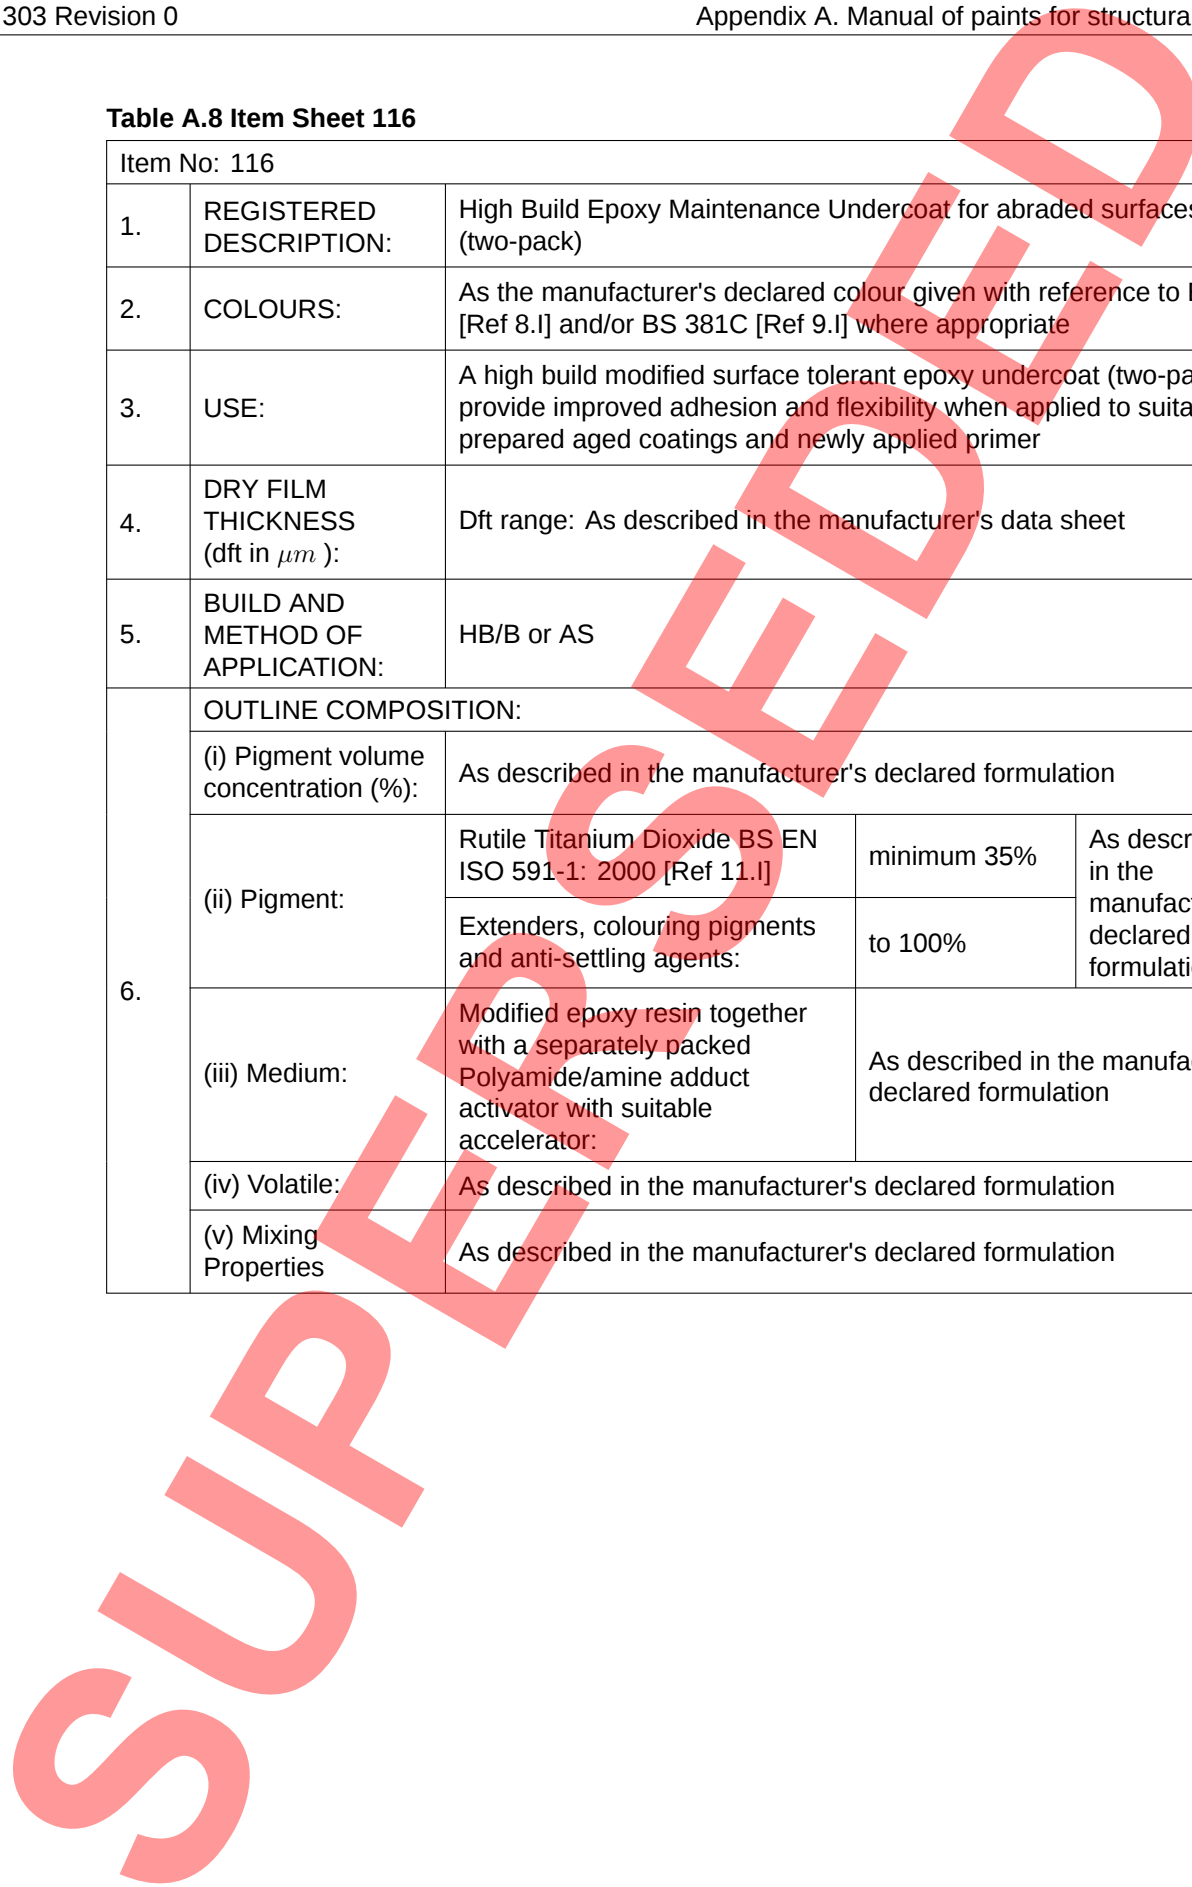 303 Revision 0
Appendix A. Manual of paints for structura
Table A.8 Item Sheet 116
Item No: 116
1.
REGISTERED
DESCRIPTION:
High Build Epoxy Maintenance Undercoat for abraded surfaces
(two-pack)
2.
COLOURS:
As the manufacturer's declared colour given with reference to
[Ref 8.I] and/or BS 381C [Ref 9.I] where appropriate
3.
USE:
A high build modified surface tolerant epoxy undercoat (two-pa
provide improved adhesion and flexibility when applied to suita
prepared aged coatings and newly applied primer
4.
DRY FILM
THICKNESS
(dft in μm ):
Dft range: As described in the manufacturer's data sheet
5.
BUILD AND
METHOD OF
APPLICATION:
HB/B or AS
6.
OUTLINE COMPOSITION:
(i) Pigment volume
concentration (%):
As described in the manufacturer's declared formulation
(ii) Pigment:
Rutile Titanium Dioxide BS EN
ISO 591-1: 2000 [Ref 11.I]
minimum 35%
Extenders, colouring pigments
and anti-settling agents:
to 100%
As descr
in the
manufact
declared
formulati
(iii) Medium:
Modified epoxy resin together
with a separately packed
Polyamide/amine adduct
activator with suitable
accelerator:
As described in the manufa
declared formulation
(iv) Volatile:
As described in the manufacturer's declared formulation
(v) Mixing
Properties
As described in the manufacturer's declared formulation
SUPERSEDED